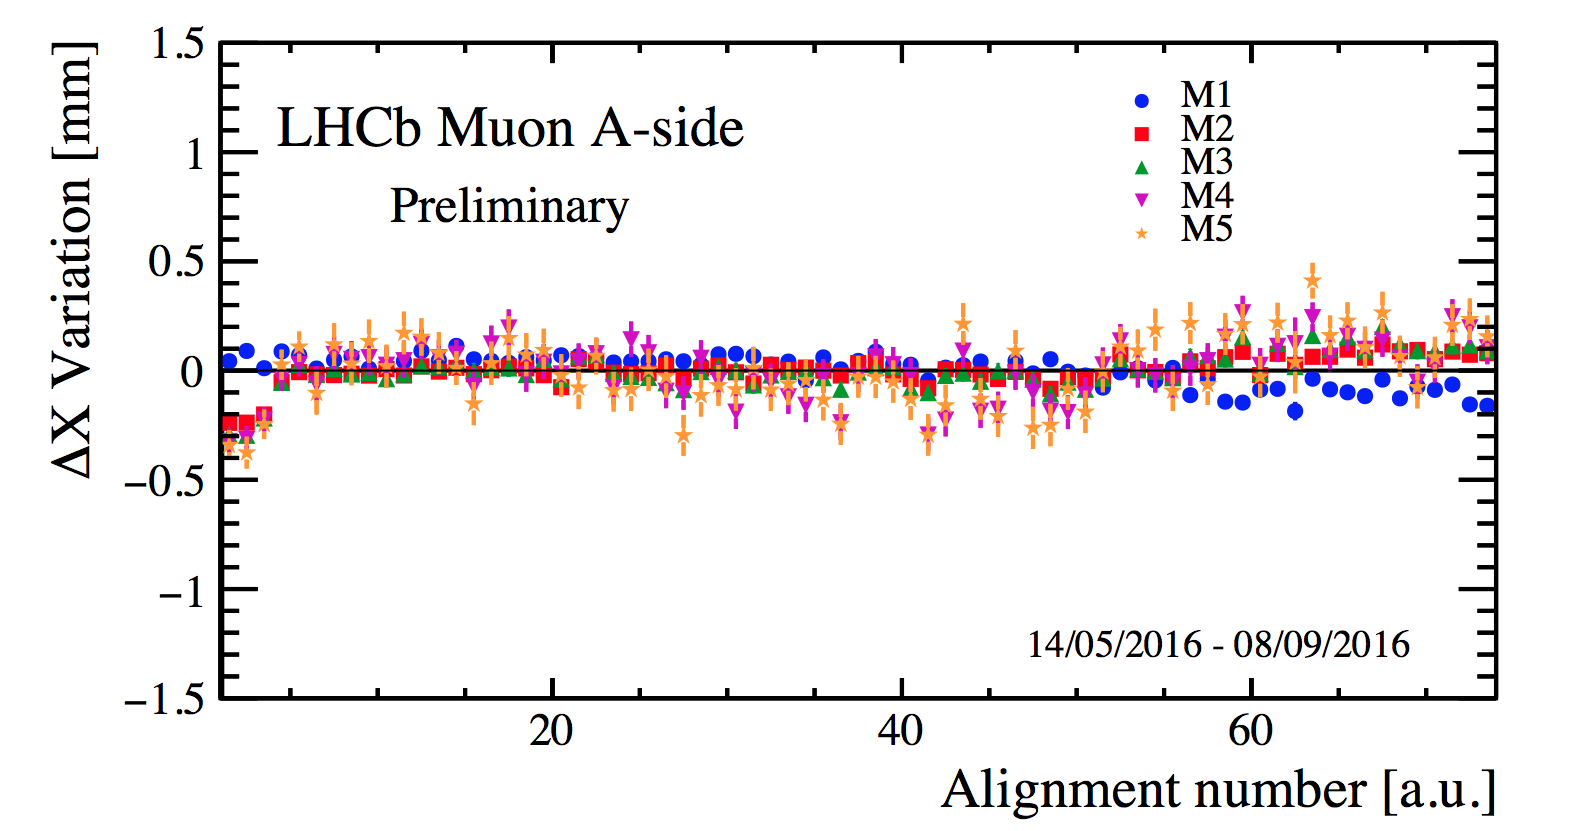 1.5
1
0.5
0
−0.5
−1
−1.5
ΔX Variation [mm]
LHCb Muon A-side
Preliminary
M1
M2
M3
M4
M5
14/05/2016 - 08/09/2016
20
40
60
Alignment number [a.u.]